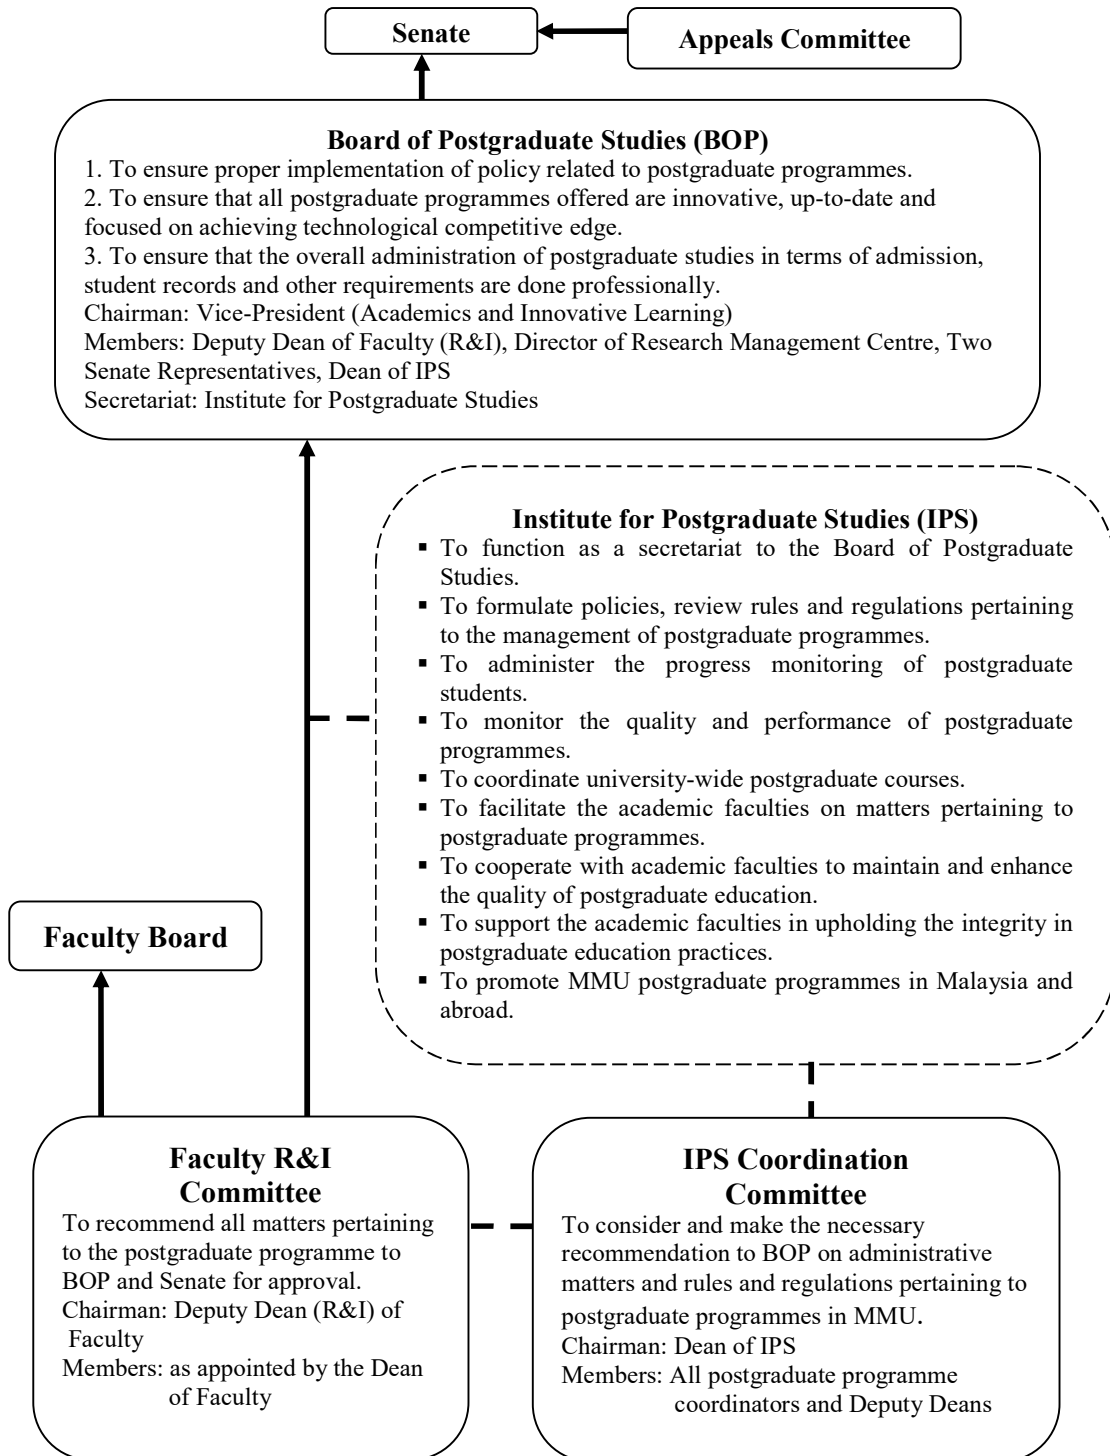 Senate
Appeals Committee
Board of Postgraduate Studies (BOP)
1. To ensure proper implementation of policy related to postgraduate programmes.
2. To ensure that all postgraduate programmes offered are innovative, up-to-date and
focused on achieving technological competitive edge.
3. To ensure that the overall administration of postgraduate studies in terms of admission,
student records and other requirements are done professionally.
Chairman: Vice-President (Academics and Innovative Learning)
Members: Deputy Dean of Faculty (R&I), Director of Research Management Centre, Two
Senate Representatives, Dean of IPS
Secretariat: Institute for Postgraduate Studies
Institute for Postgraduate Studies (IPS)
▪ To function as a secretariat to the Board of Postgraduate
Studies.
▪ To formulate policies, review rules and regulations pertaining
to the management of postgraduate programmes.
▪ To administer the progress monitoring of postgraduate
students.
▪ To monitor the quality and performance of postgraduate
programmes.
▪ To coordinate university-wide postgraduate courses.
▪ To facilitate the academic faculties on matters pertaining to
postgraduate programmes.
▪ To cooperate with academic faculties to maintain and enhance
the quality of postgraduate education.
▪ To support the academic faculties in upholding the integrity in
postgraduate education practices.
▪ To promote MMU postgraduate programmes in Malaysia and
abroad.
Faculty Board
Faculty R&I
Committee
To recommend all matters pertaining
to the postgraduate programme to
BOP and Senate for approval.
Chairman: Deputy Dean (R&I) of
Faculty
Members: as appointed by the Dean
of Faculty
IPS Coordination
Committee
To consider and make the necessary
recommendation to BOP on administrative
matters and rules and regulations pertaining to
postgraduate programmes in MMU.
Chairman: Dean of IPS
Members: All postgraduate programme
coordinators and Deputy Deans